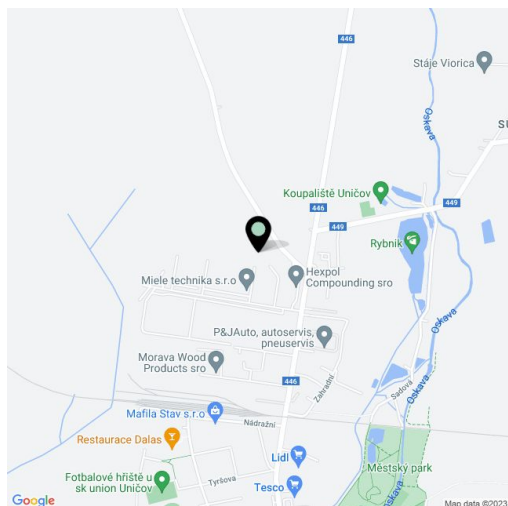 446
446
Stáje Viorica
Oskava
SU
Koupaliště Uničov
449
446
449
Rybník
Miele technika s.r.o
Hexpol
Compounding sro
P&JAuto, autoservis,
pneuservis
Oskava
Morava Wood
Products sro
446
Zahradní
Sadová
Oskava
Mafila Stav s.r.o
Nádražní
Restaurace Dalas
Lidl
Městský park
Fotbalové hřiště u
sk union Uničov
Tyršova
Tesco
Oskava
Google
Map data ©2023